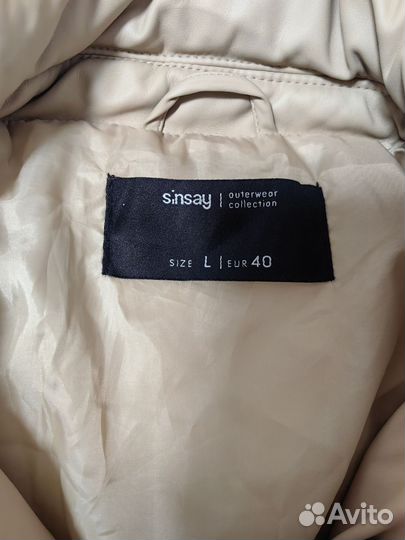 sinsay | outerwear
collection
SIZE L | EUR 40
Avito